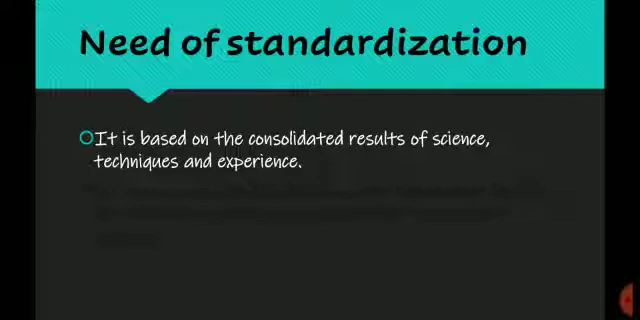 Need of standardization
It is based on the consolidated results of science,
techniques and experience.